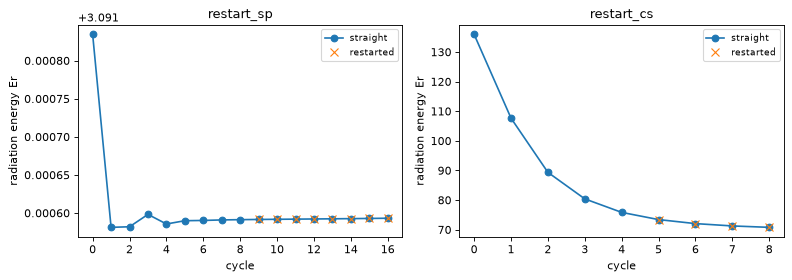 restart_sp
+3.091
radiation energy Er
0.00080
0.00075
0.00070
0.00065
0.00060
straight
restarted
0 2 4 6 8 10 12 14 16
cycle
restart_cs
radiation energy Er
130
120
110
100
90
80
70
straight
restarted
0 1 2 3 4 5 6 7 8
cycle